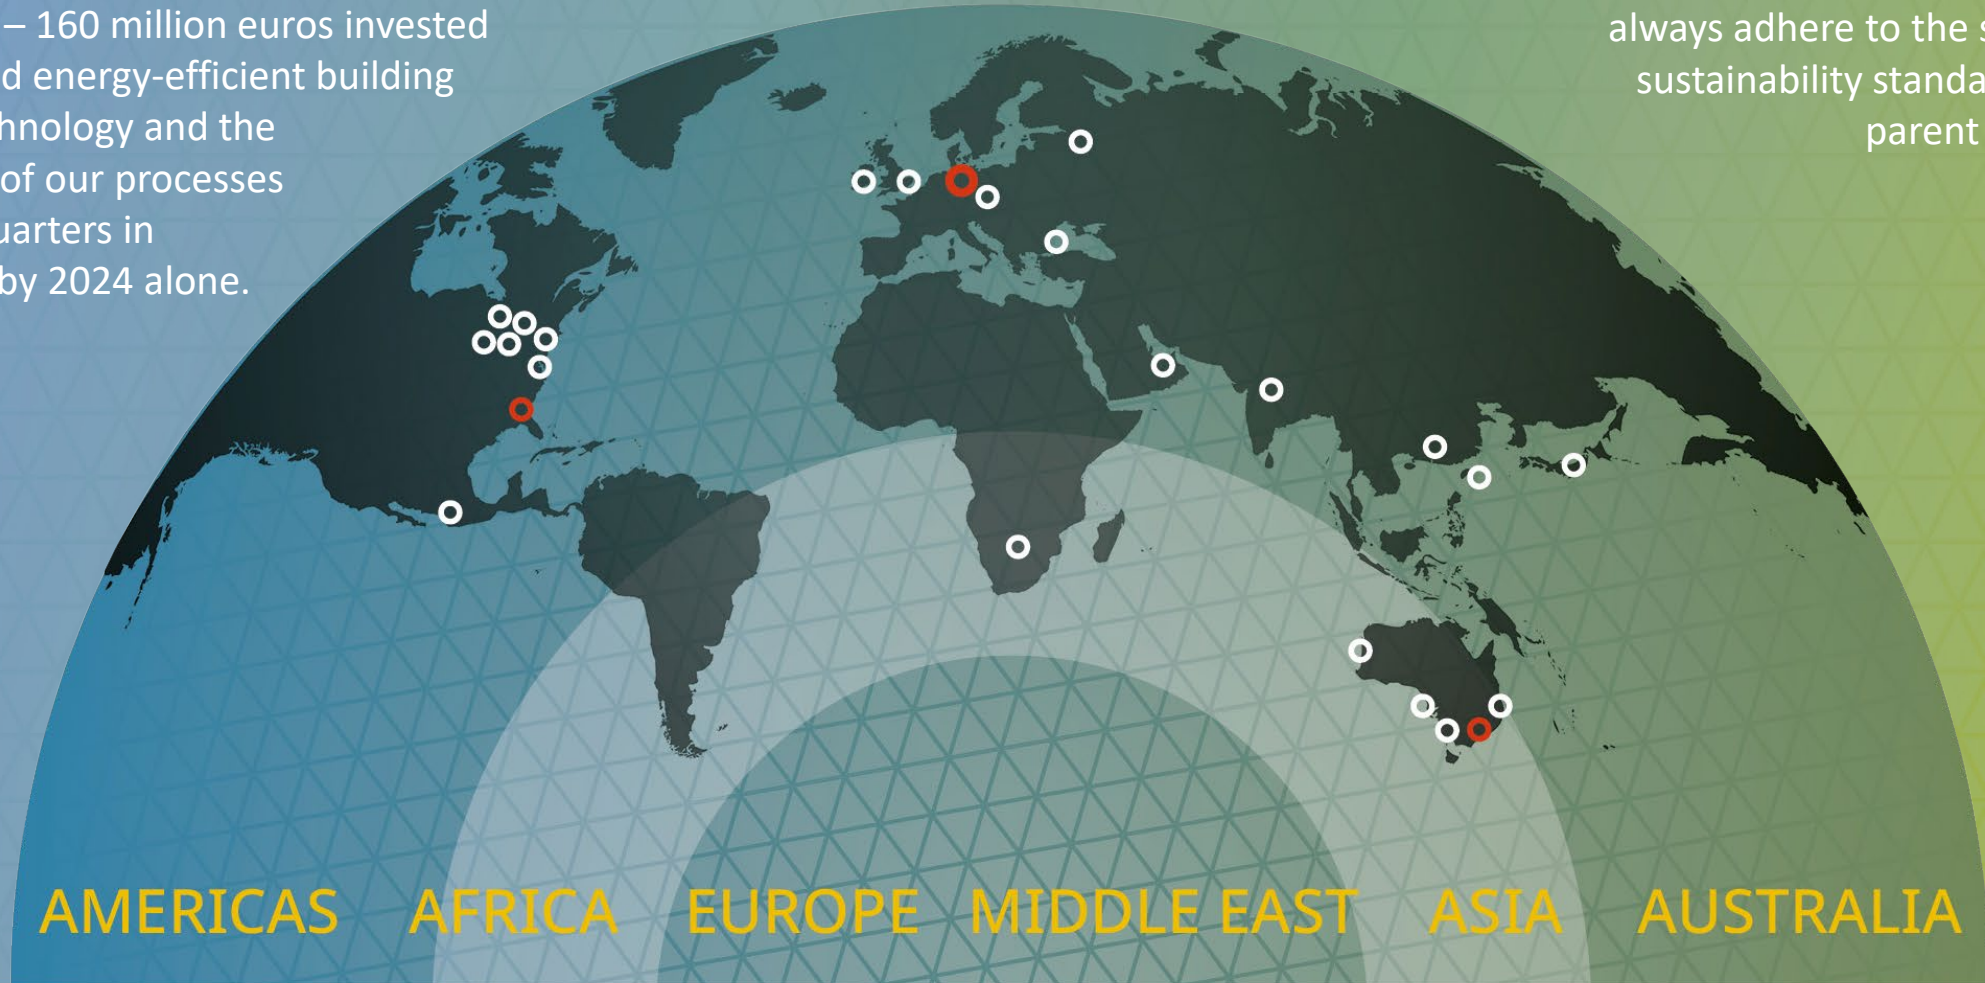 – 160 million euros invested
d energy-efficient building
hnology and the
of our processes
uarters in
by 2024 alone.
always adhere to the s
sustainability standa
parent
AMERICAS AFRICA EUROPE MIDDLE EAST ASIA AUSTRALIA